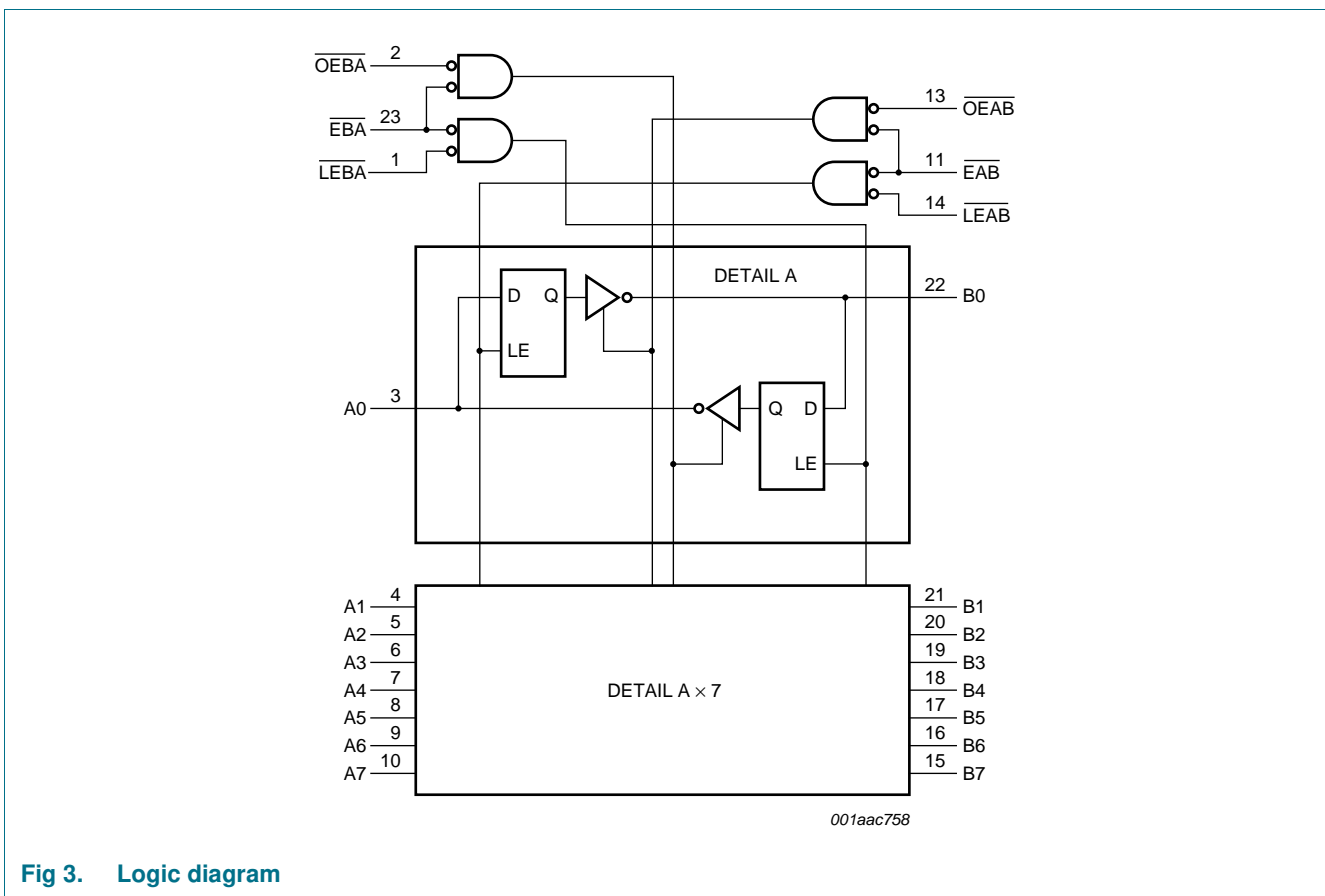 OEBA 2
EBA 23
LEBA 1
13 OEAB
11 EAB
14 LEAB
DETAIL A
D Q
LE
22 B0
A0 3
Q D
LE
A1 4
A2 5
A3 6
A4 7
A5 8
A6 9
A7 10
DETAIL A × 7
21 B1
20 B2
19 B3
18 B4
17 B5
16 B6
15 B7
001aac758
Fig 3. Logic diagram